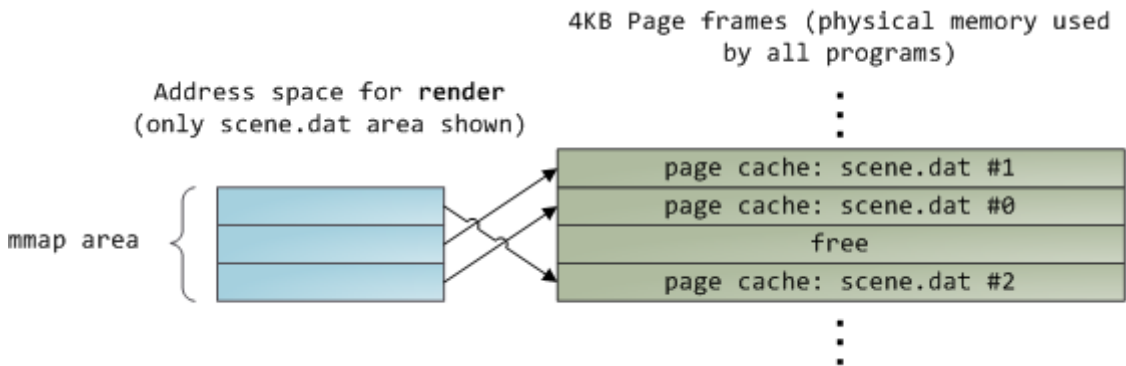 4KB Page frames (physical memory used
by all programs)
Address space for render
(only scene.dat area shown)
mmap area
page cache: scene.dat #1
page cache: scene.dat #0
free
page cache: scene.dat #2